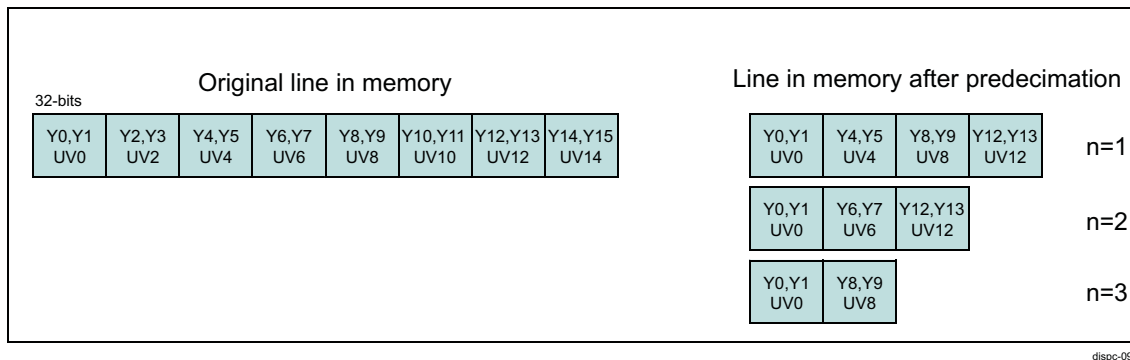 Original line in memory
Line in memory after predecimation
32-bits
Y0,Y1 Y2,Y3 Y4,Y5 Y6,Y7 Y8,Y9 Y10,Y11 Y12,Y13 Y14,Y15
UV0 UV2 UV4 UV6 UV8 UV10 UV12 UV14
Y0,Y1 Y4,Y5 Y8,Y9 Y12,Y13
UV0 UV4 UV8 UV12
n=1
Y0,Y1 Y6,Y7 Y12,Y13
UV0 UV6 UV12
n=2
Y0,Y1 Y8,Y9
UV0 UV8
n=3